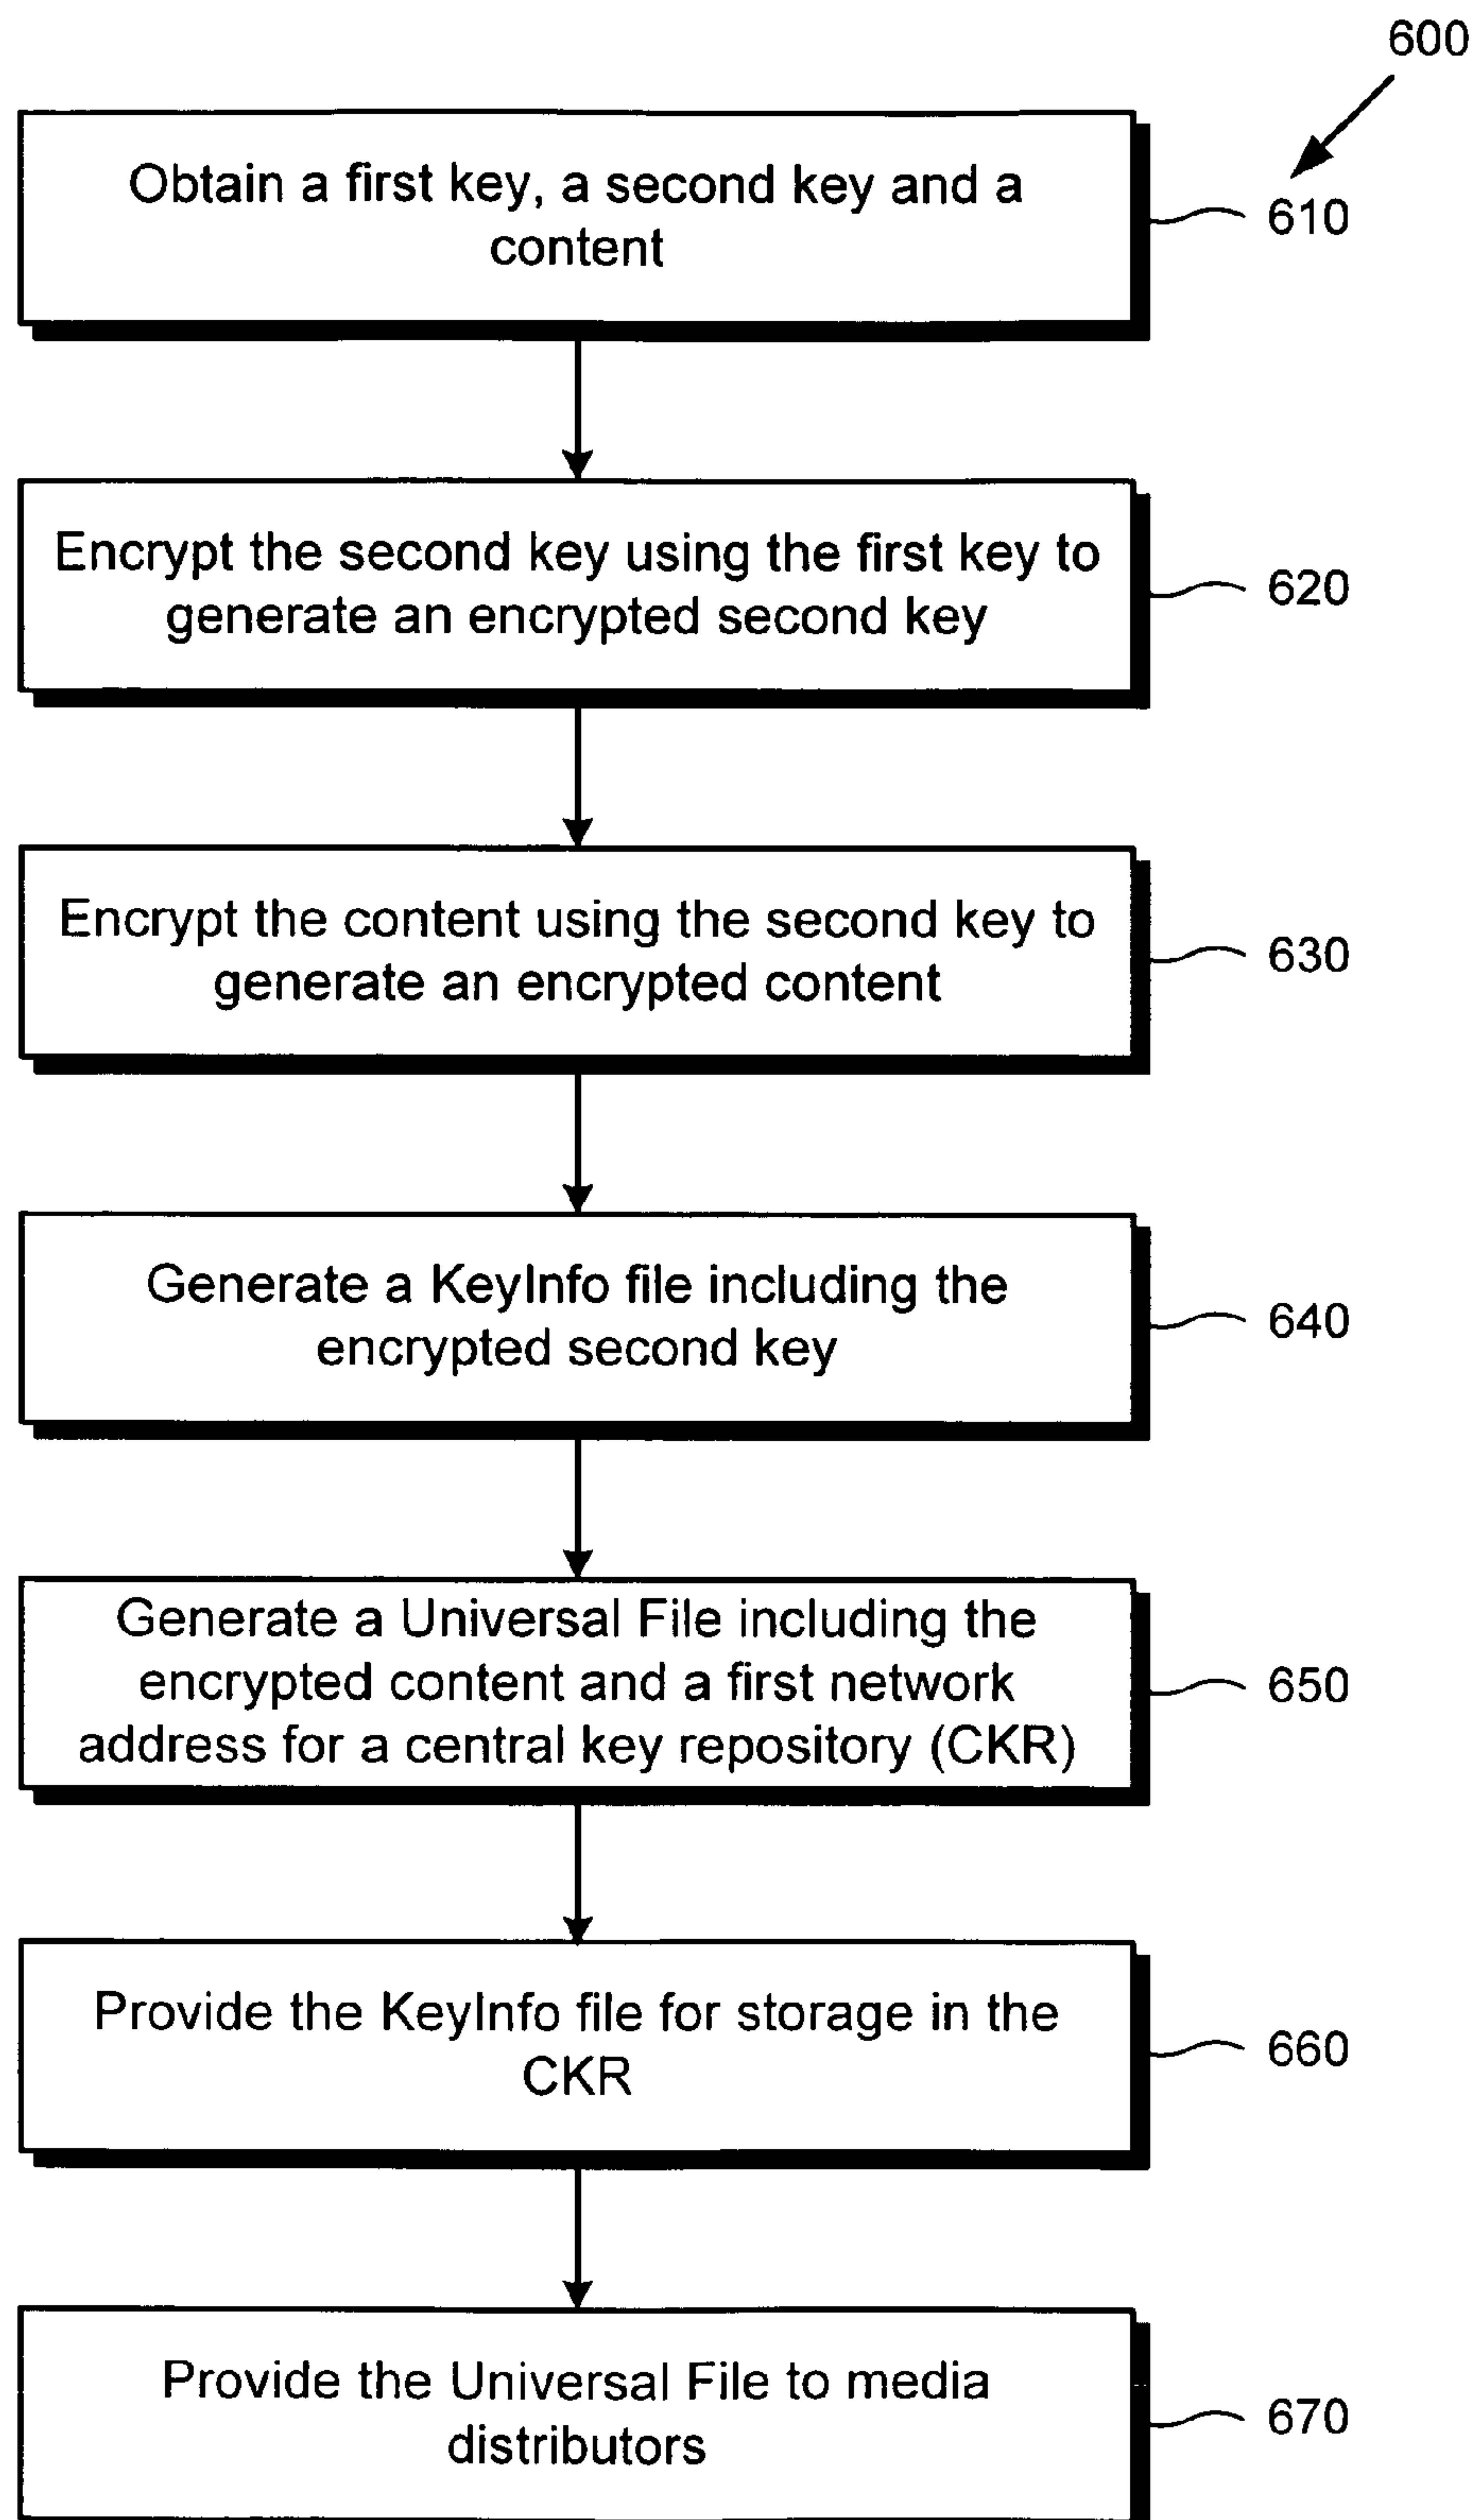 600
Obtain a first key, a second key and a
content
610
Encrypt the second key using the first key to
generate an encrypted second key
620
Encrypt the content using the second key to
generate an encrypted content
630
Generate a KeyInfo file including the
encrypted second key
640
Generate a Universal File including the
encrypted content and a first network
address for a central key repository (CKR)
650
Provide the KeyInfo file for storage in the
CKR
660
Provide the Universal File to media
distributors
670